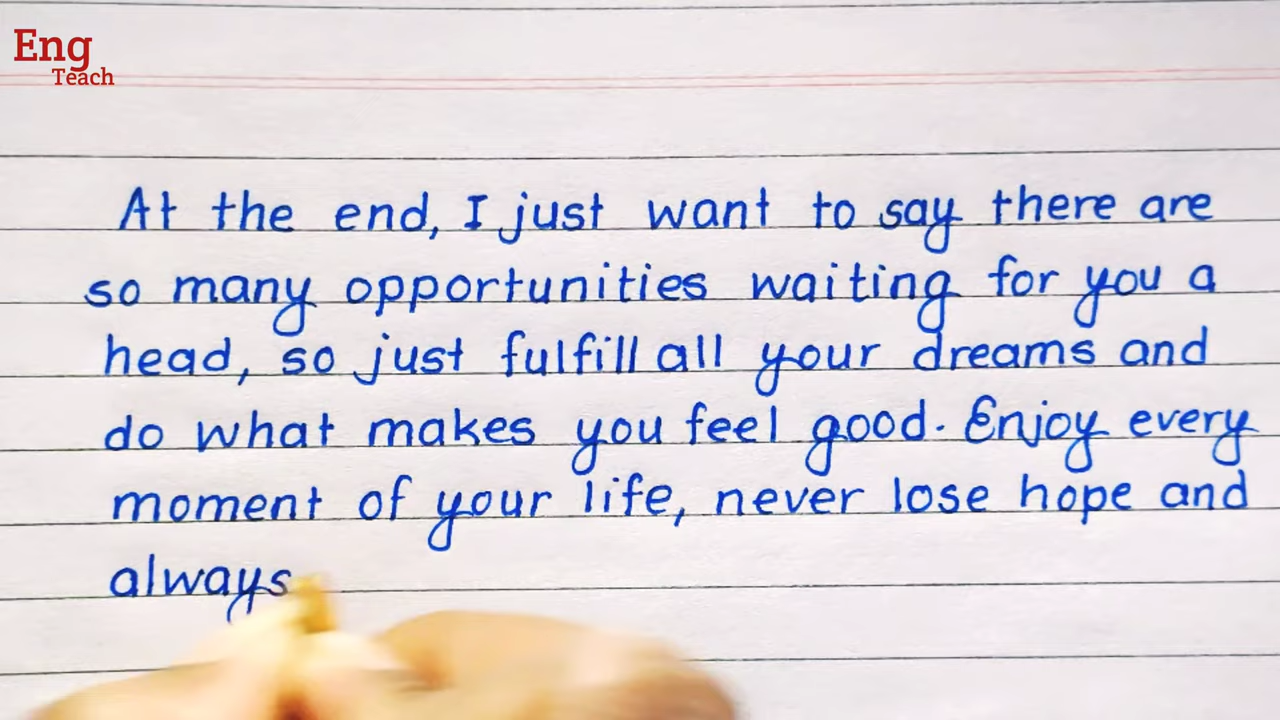 Eng
Teach
At the end, I just want to say there are
so many opportunities waiting for you a
head, so just fulfill all your dreams and
do what makes you feel good. Enjoy every
moment of your life, never lose hope and
always